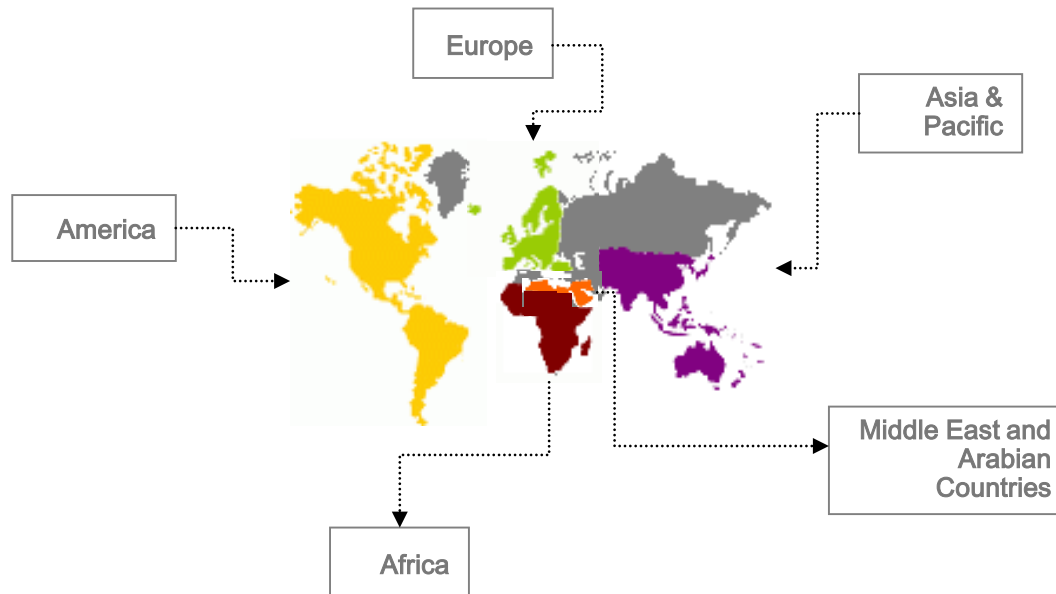 Europe
Asia &
Pacific
America
Middle East and
Arabian
Countries
Africa